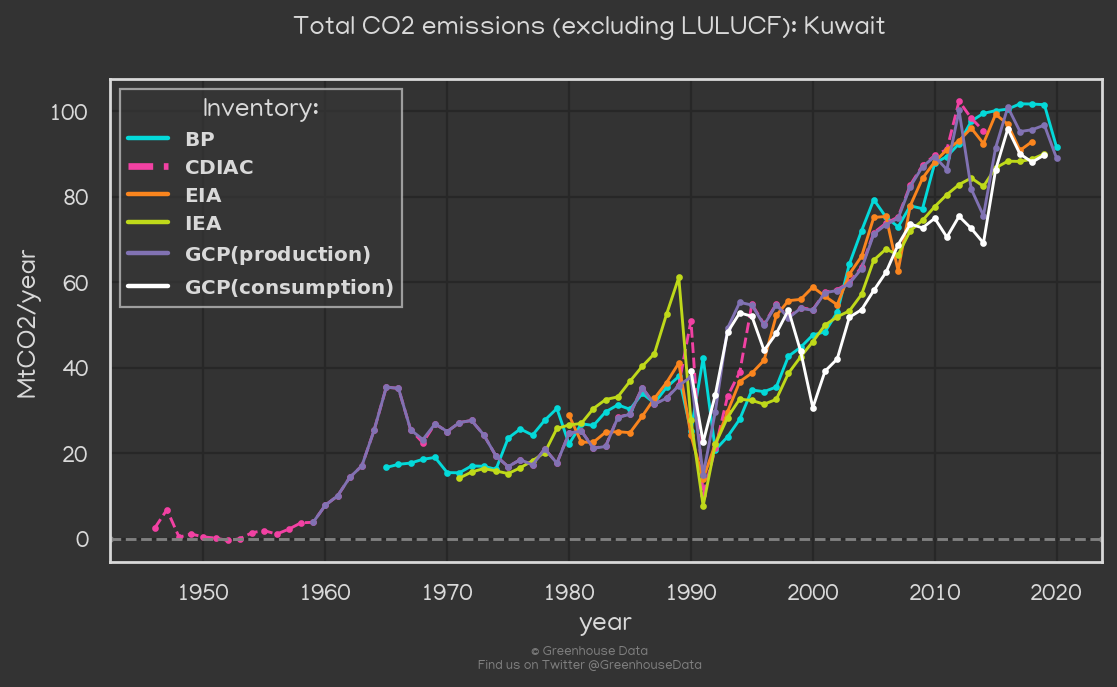 Total CO2 emissions (excluding LULUCF): Kuwait
Inventory:
BP
CDIAC
EIA
IEA
GCP(production)
GCP(consumption)
MtCO2/year
100
80
60
40
20
0
1950 1960 1970 1980 1990 2000 2010 2020
year
© Greenhouse Data
Find us on Twitter @GreenhouseData